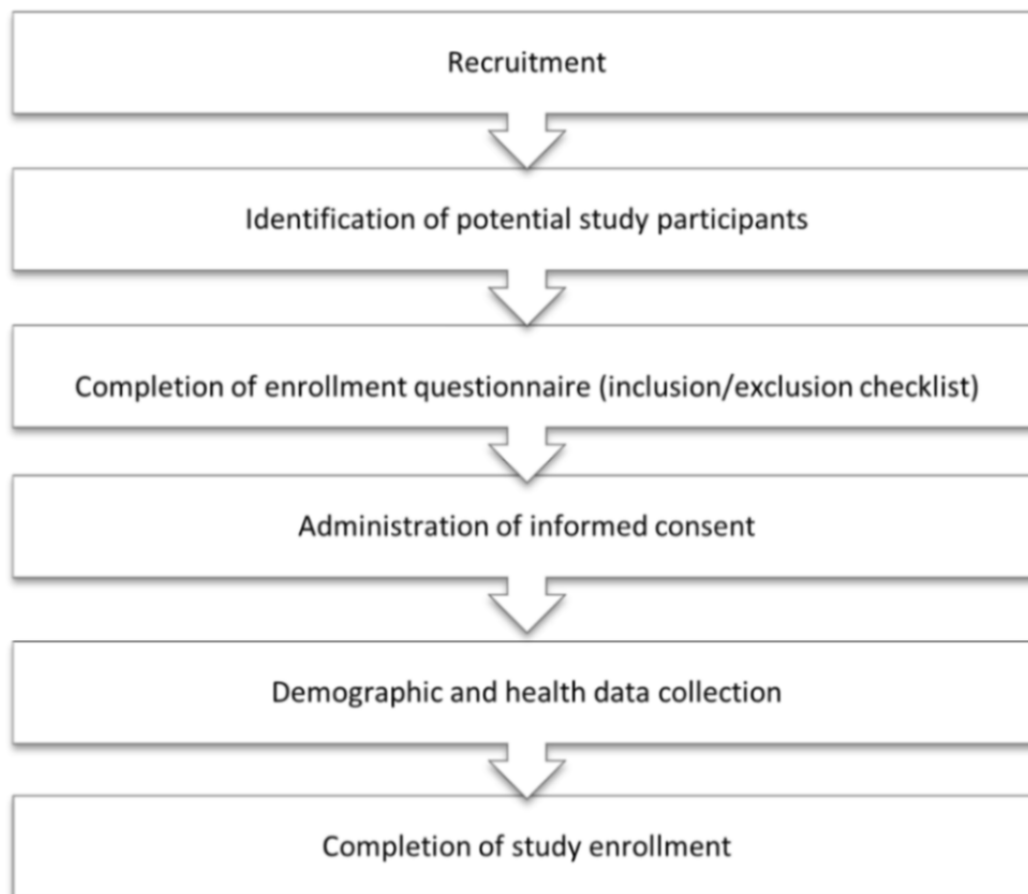 Recruitment
Identification of potential study participants
Completion of enrollment questionnaire (inclusion/exclusion checklist)
Administration of informed consent
Demographic and health data collection
Completion of study enrollment